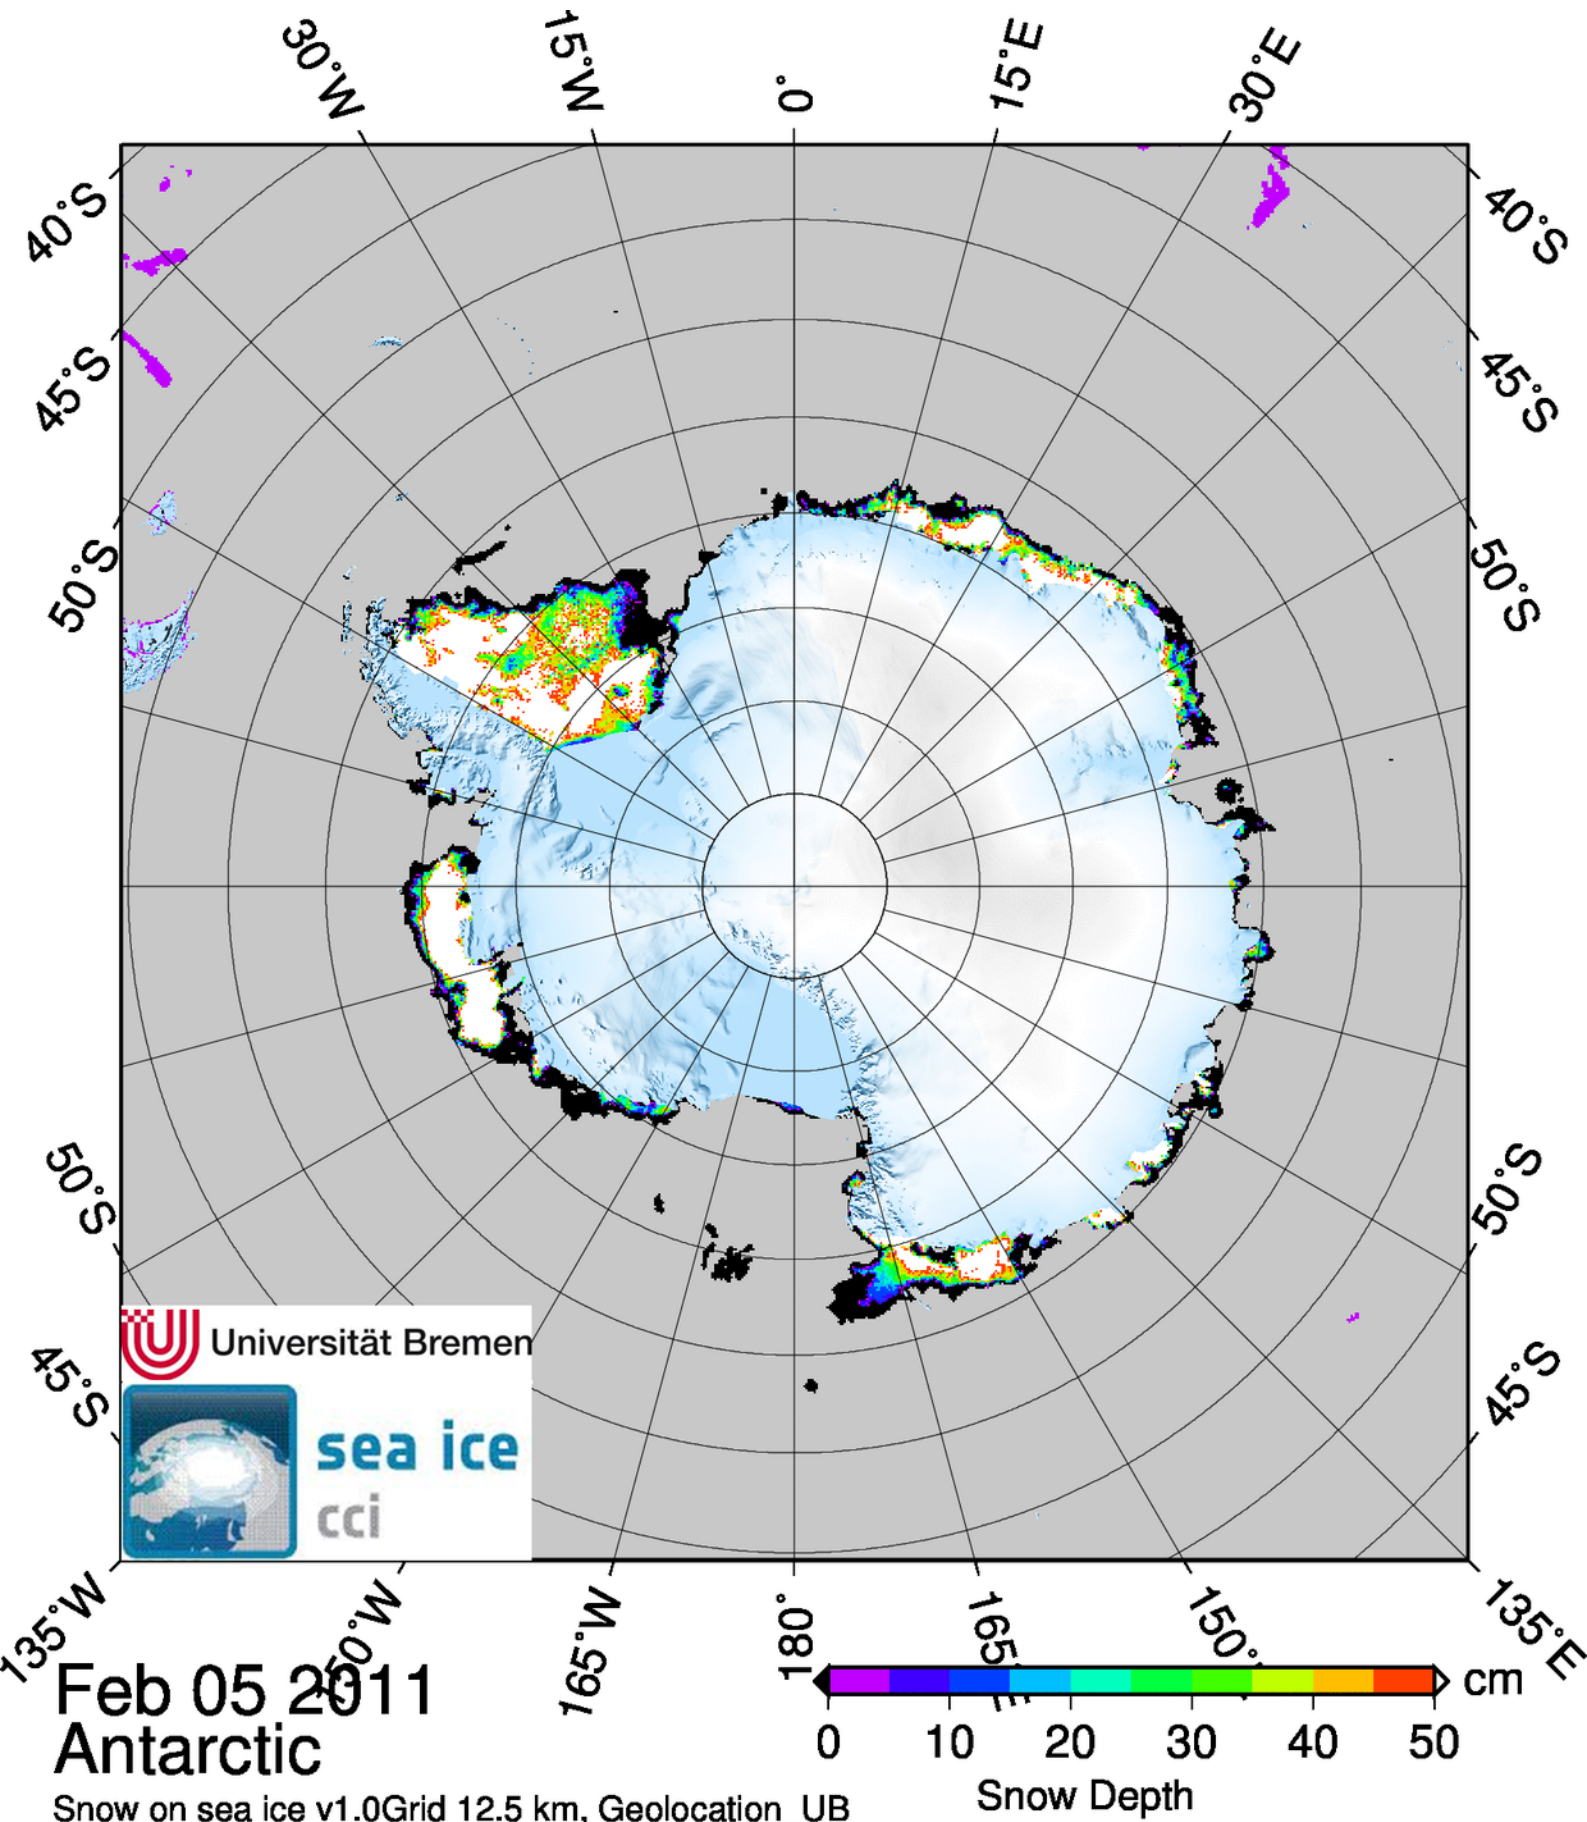 30°W
15°W
0°
15°E
30°E
40°S
40°S
45°S
45°S
50°S
50°S
50°S
50°S
45°S
45°S
Universität Bremen
sea ice
cci
135°W
165°W
180°
135°E
Feb 05 2011
Antarctic
Snow on sea ice v1.0Grid 12.5 km, Geolocation UB
cm
0 10 20 30 40 50
Snow Depth